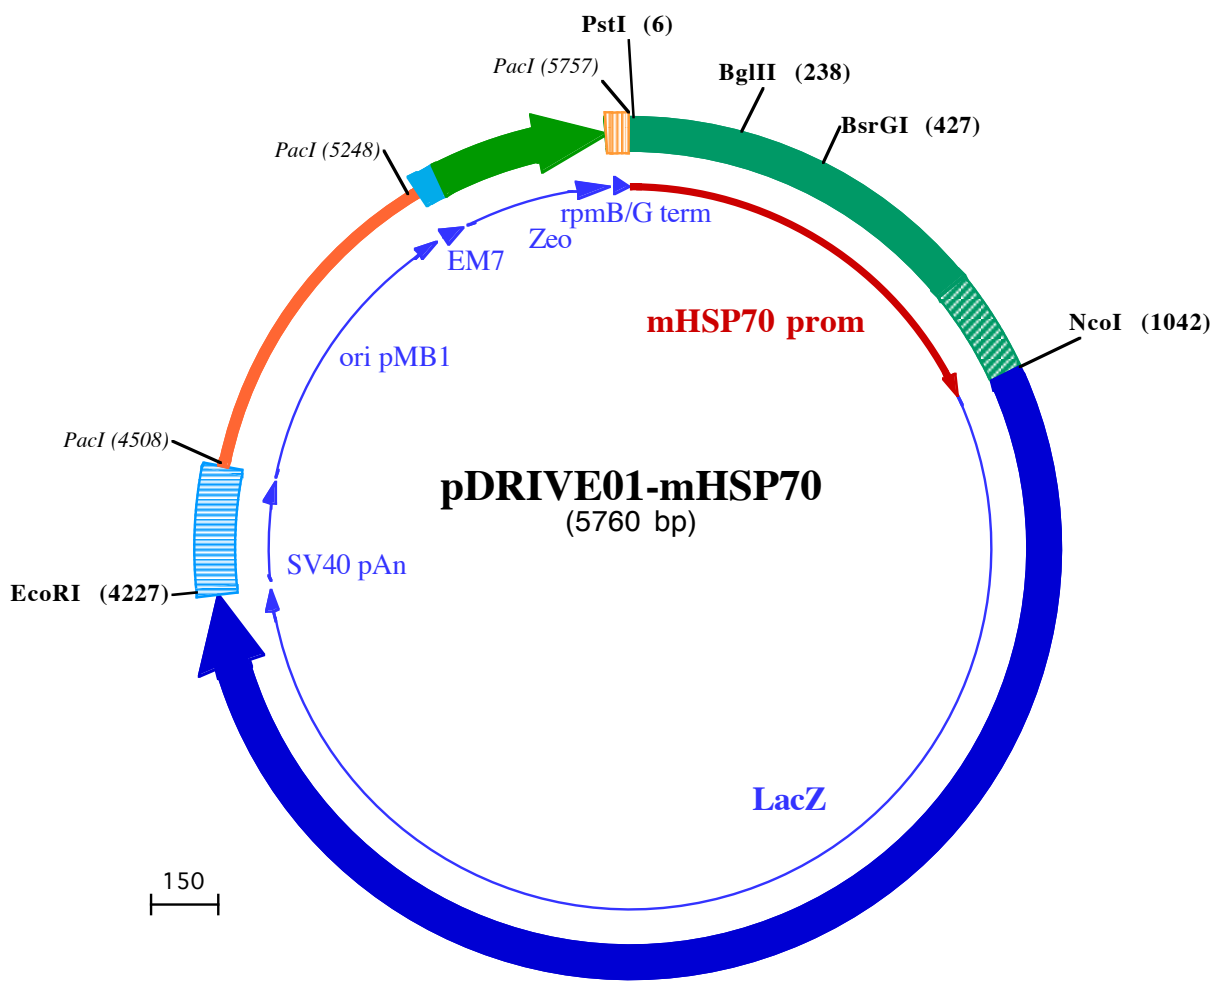 PstI (6)
PacI (5757)
BglII (238)
BsrGI (427)
PacI (5248)
rpmB/G term
Zeo
EM7
mHSP70 prom
NcoI (1042)
ori pMB1
PacI (4508)
pDRIVE01-mHSP70
(5760 bp)
SV40 pAn
EcoRI (4227)
LacZ
150